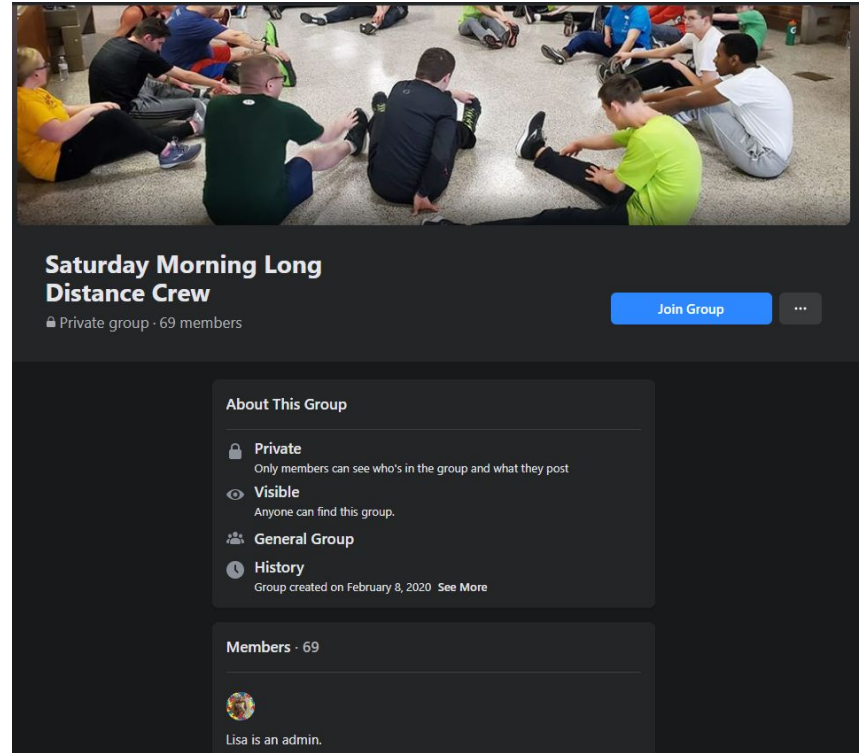 Saturday Morning Long
Distance Crew
Private group · 69 members
Join Group
···
About This Group
Private
Only members can see who's in the group and what they post
Visible
Anyone can find this group.
General Group
History
Group created on February 8, 2020 See More
Members · 69
Lisa is an admin.